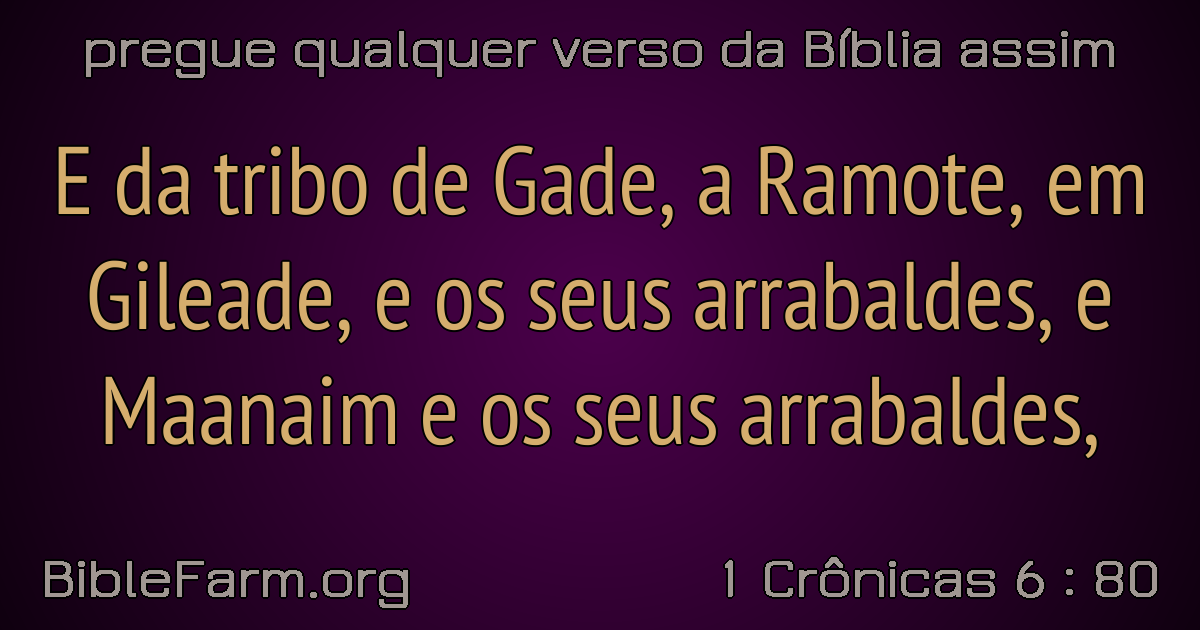 pregue qualquer verso da Bíblia assim
E da tribo de Gade, a Ramote, em
Gileade, e os seus arrabaldes, e
Maanaim e os seus arrabaldes,
BibleFarm.org
1 Crônicas 6 : 80